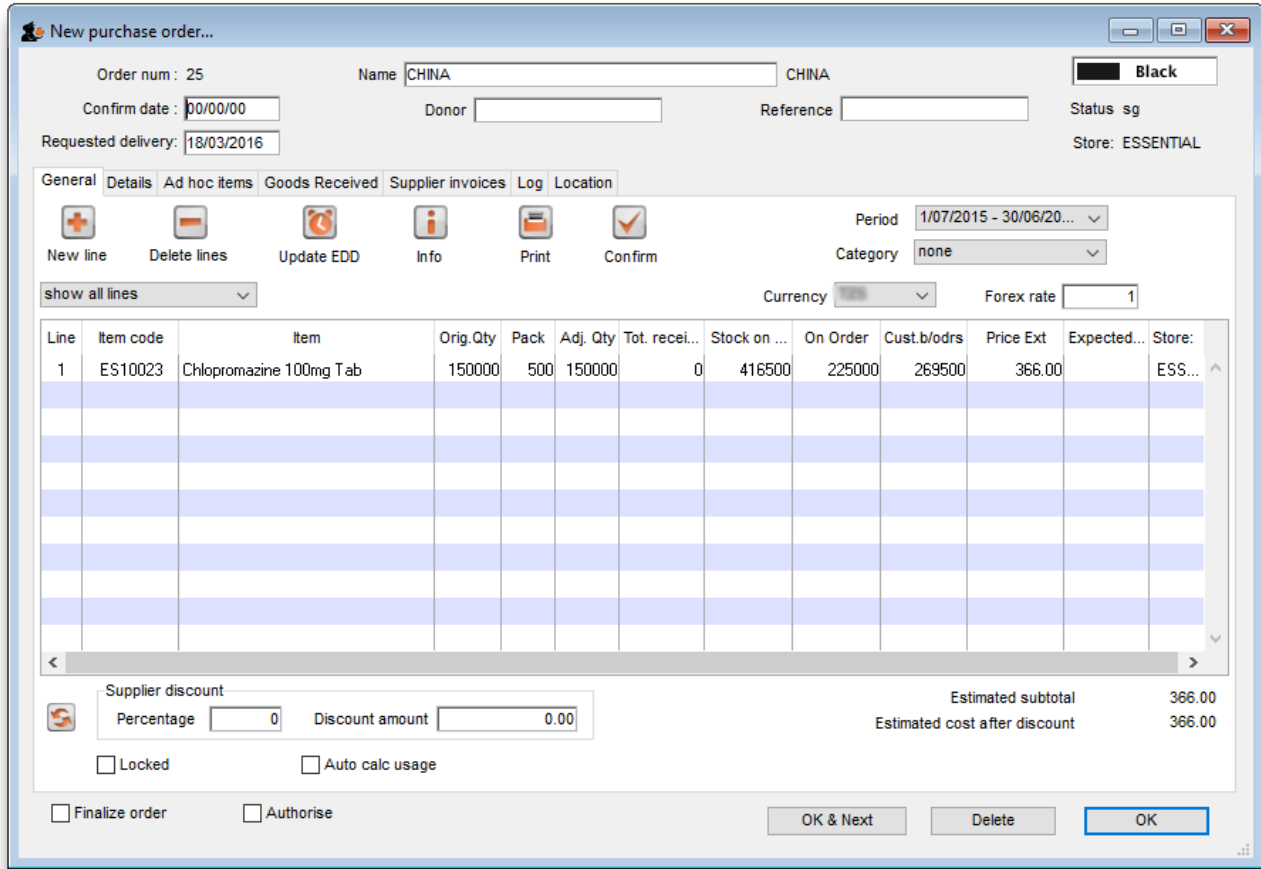 New purchase order...
Order num : 25 Name CHINA CHINA Black
Confirm date : 00/00/00 Donor Reference Status sg
Requested delivery: 18/03/2016 Store: ESSENTIAL
General Details Ad hoc items Goods Received Supplier invoices Log Location
New line Delete lines Update EDD Info Print Confirm
Period 1/07/2015 - 30/06/20...
Category none
show all lines Currency Forex rate 1
Line Item code Item Orig.Qty Pack Adj. Qty Tot. recei... Stock on ... On Order Cust.b/odrs Price Ext Expected... Store:
1 ES10023 Chlopromazine 100mg Tab 150000 500 150000 0 416500 225000 269500 366.00 ESS...
Supplier discount
Percentage 0 Discount amount 0.00
Estimated subtotal 366.00
Estimated cost after discount 366.00
Locked Auto calc usage
Finalize order Authorise OK & Next Delete OK